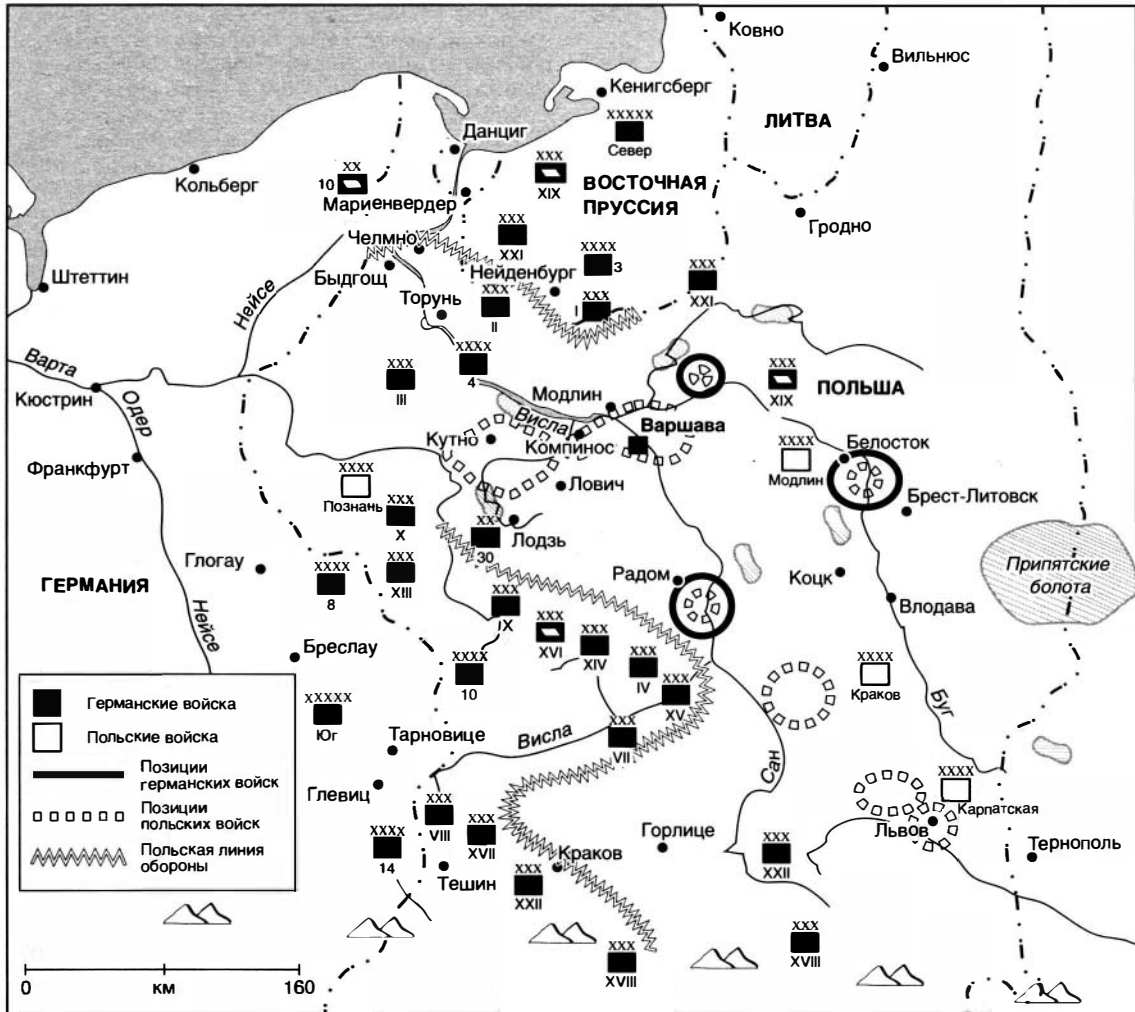 Ковно
Вильнюс
Кенигсберг
ЛИТВА
XXXXX
Север
Данциг
Кольберг
XX
10
XXX
XIX
ВОСТОЧНАЯ
ПРУССИЯ
Мариенвердер
Гродно
Челмно
XXX
XXI
XXXX
3
XXX
XXI
Штеттин
Быдгощ
Нейденбург
Нейсе
Торунь
XXX
II
XXX
I
Варта
XXXX
4
XXX
III
Модлин
XXX
XIX
ПОЛЬША
Кюстрин
Одер
Висла
Варшава
Кутно
Компинос
XXXX
Модлин
Белосток
Франкфурт
XXXX
Познань
Лович
Брест-Литовск
XXX
X
XX
30
Лодзь
Глогау
ГЕРМАНИЯ
XXXX
8
XXX
XIII
Радом
Коцк
Припятские
болота
Влодава
Нейсе
XXX
X
XXX
XVI
XXX
XIV
XXX
IV
XXX
XV
Бреслау
XXXX
10
XXXX
Краков
Буг
XXXXX
Юг
Германские войска
Польские войска
Позиции
германских войск
Позиции
польских войск
Польская линия
обороны
Тарновице
Висла
XXX
VII
Сан
Глевиц
XXX
VIII
XXX
XVII
XXXX
Карпатская
Львов
XXXX
14
Тешин
Краков
Горлице
XXX
XXII
Тернополь
XXX
XXII
XXX
XVIII
XXX
XVIII
0
км
160